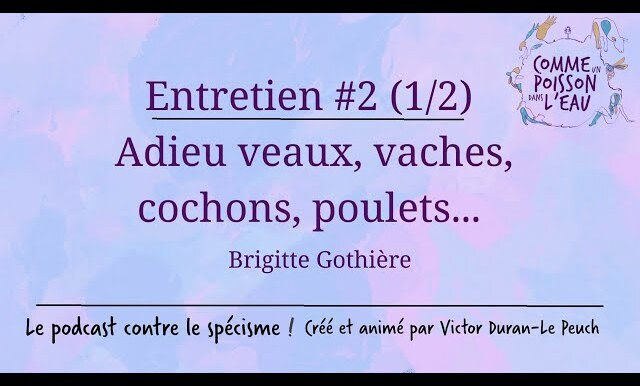 COMME UN
POISSON
DANS L'EAU
Entretien #2 (1/2)
Adieu veaux, vaches,
cochons, poulets...
Brigitte Gothière
Le podcast contre le spécisme ! Créé et animé par Victor Duran-Le Peuch